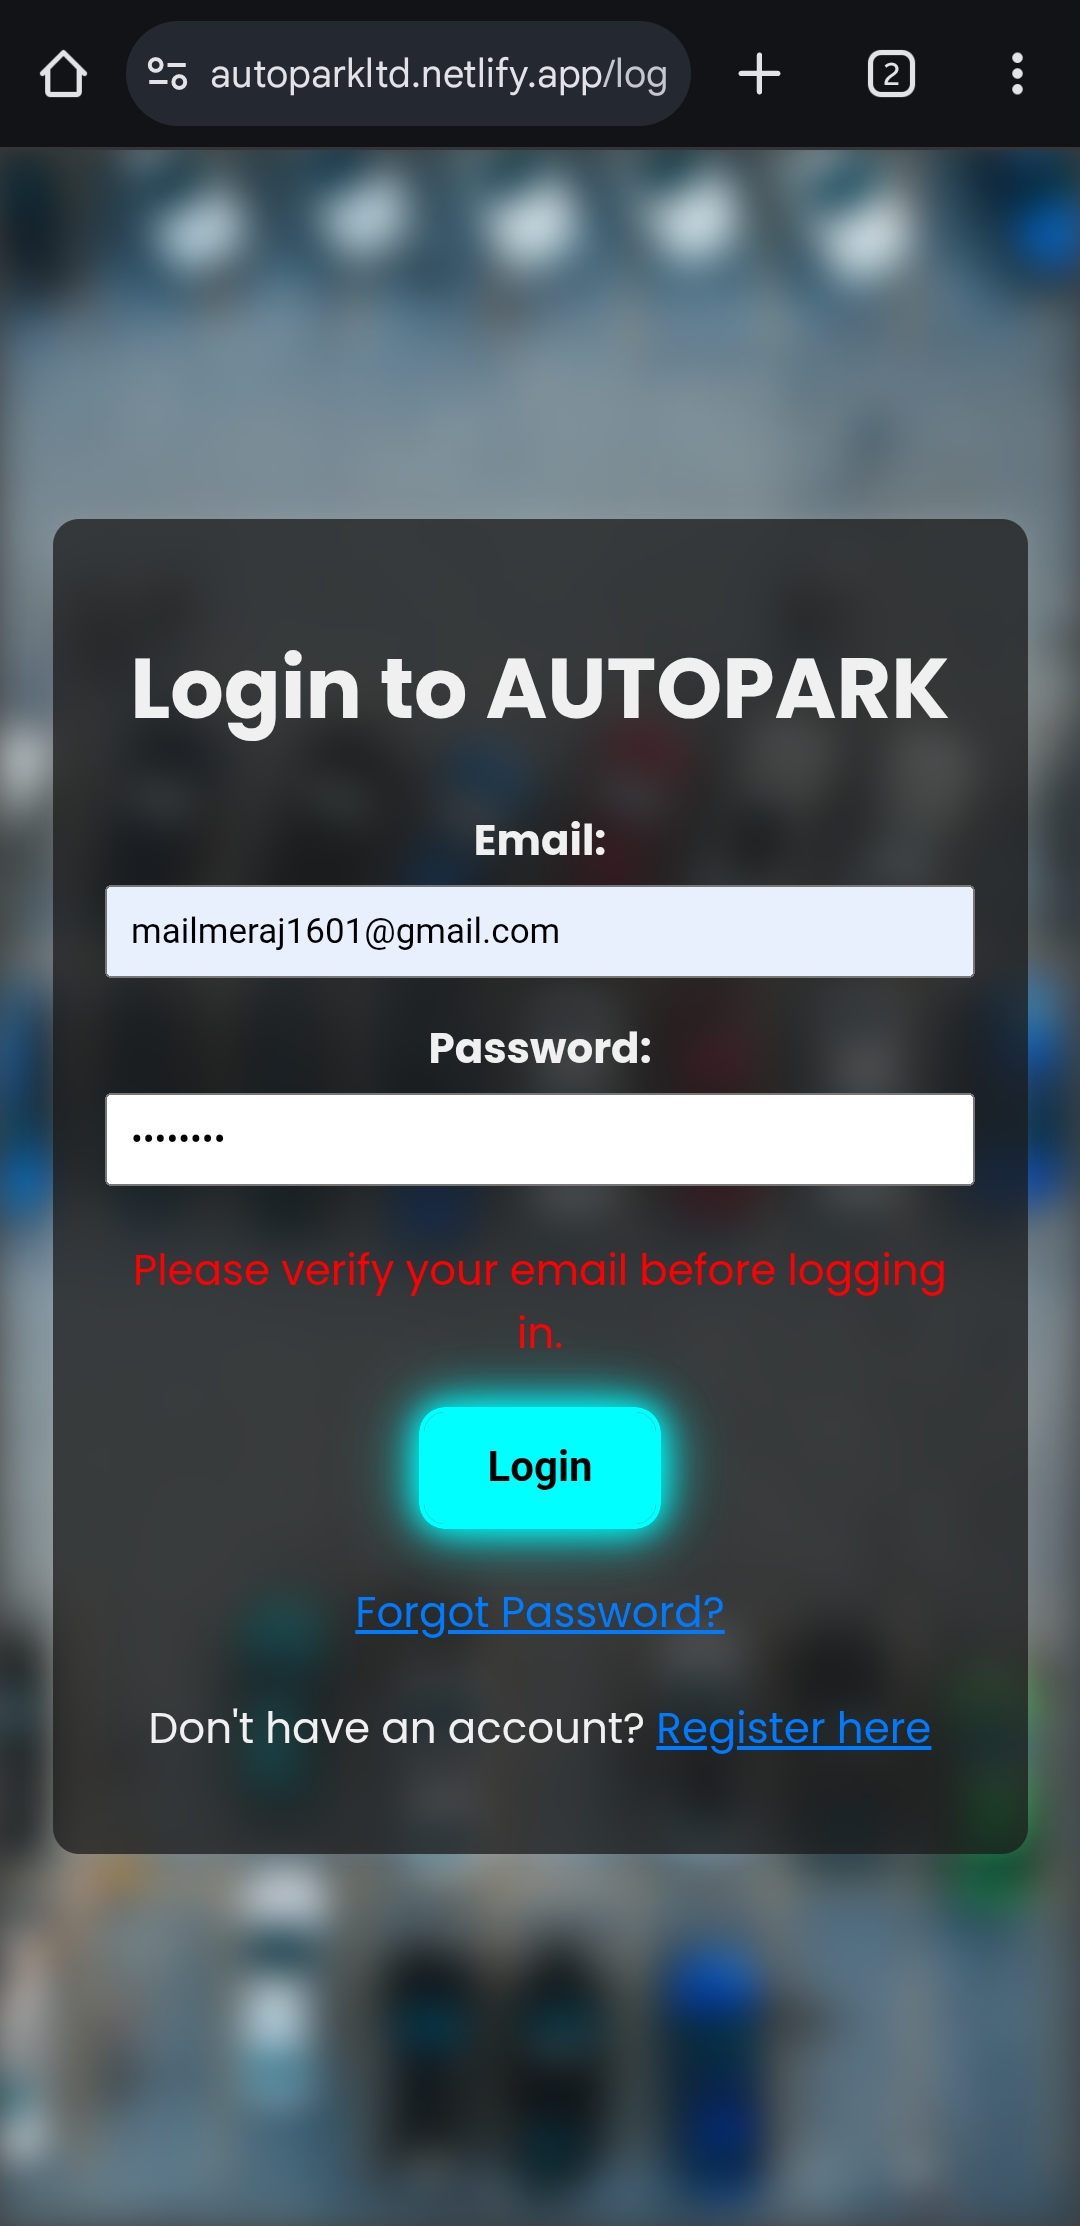 autoparkltd.netlify.app/log
2
Login to AUTOPARK
Email:
mailmeraj1601@gmail.com
Password:
••••••••
Please verify your email before logging
in.
Login
Forgot Password?
Don't have an account? Register here